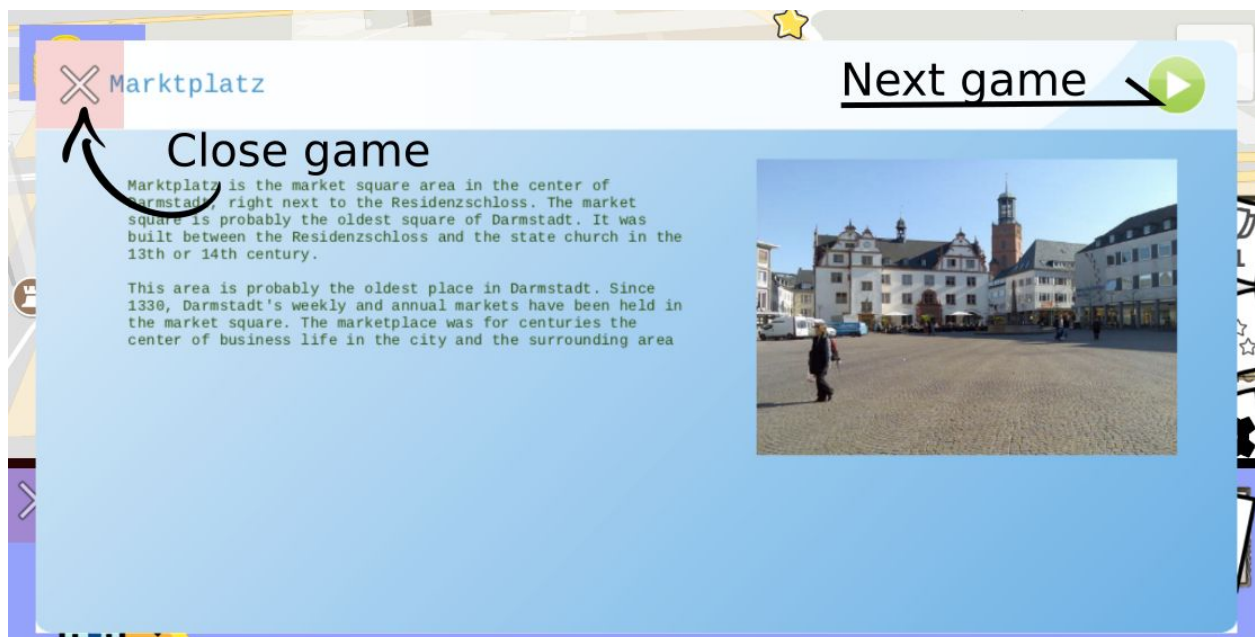 Marktplatz
Next game
Close game
Marktplatz is the market square area in the center of
Darmstadt, right next to the Residenzschloss. The market
square is probably the oldest square of Darmstadt. It was
built between the Residenzschloss and the state church in the
13th or 14th century.
This area is probably the oldest place in Darmstadt. Since
1330, Darmstadt's weekly and annual markets have been held in
the market square. The marketplace was for centuries the
center of business life in the city and the surrounding area
1